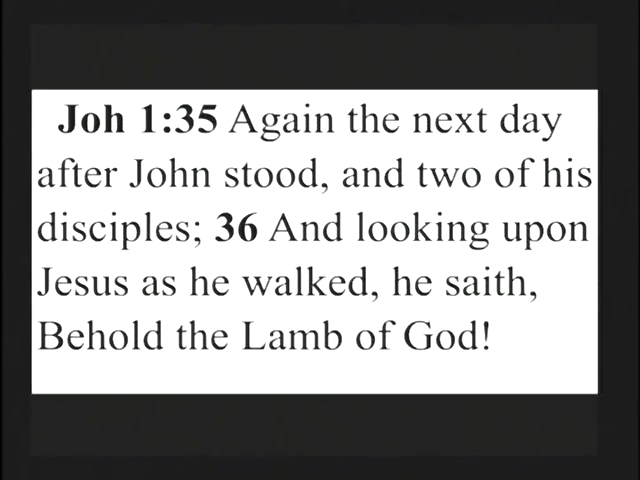 Joh 1:35 Again the next day
after John stood, and two of his
disciples; 36 And looking upon
Jesus as he walked, he saith,
Behold the Lamb of God!